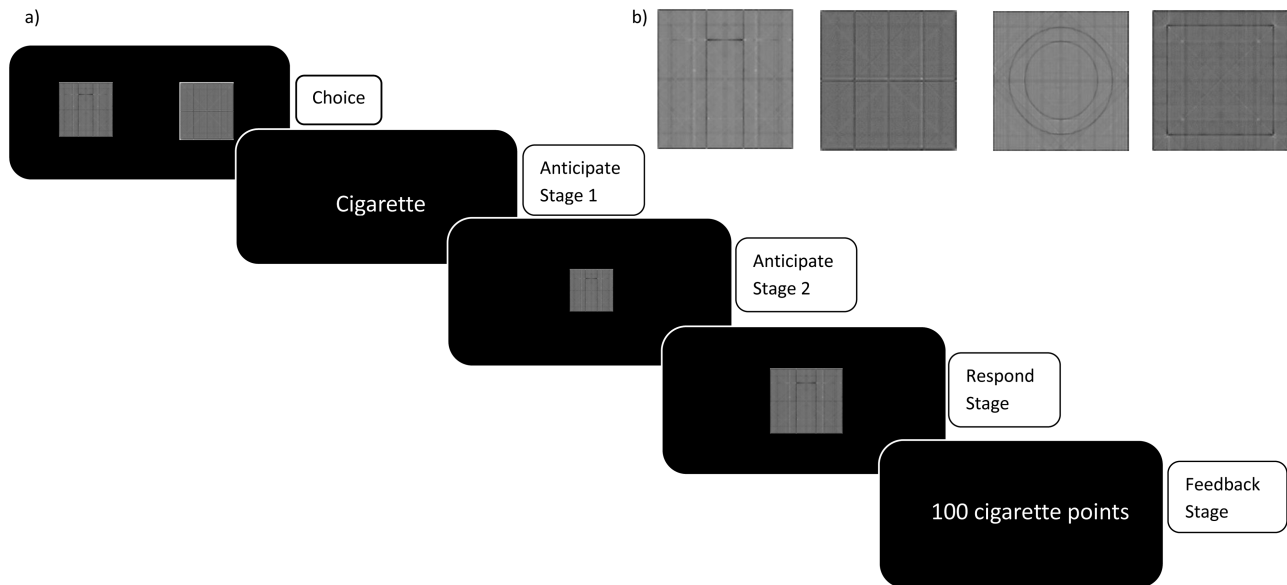 a)
b)
Choice
Cigarette
Anticipate
Stage 1
Anticipate
Stage 2
Respond
Stage
100 cigarette points
Feedback
Stage